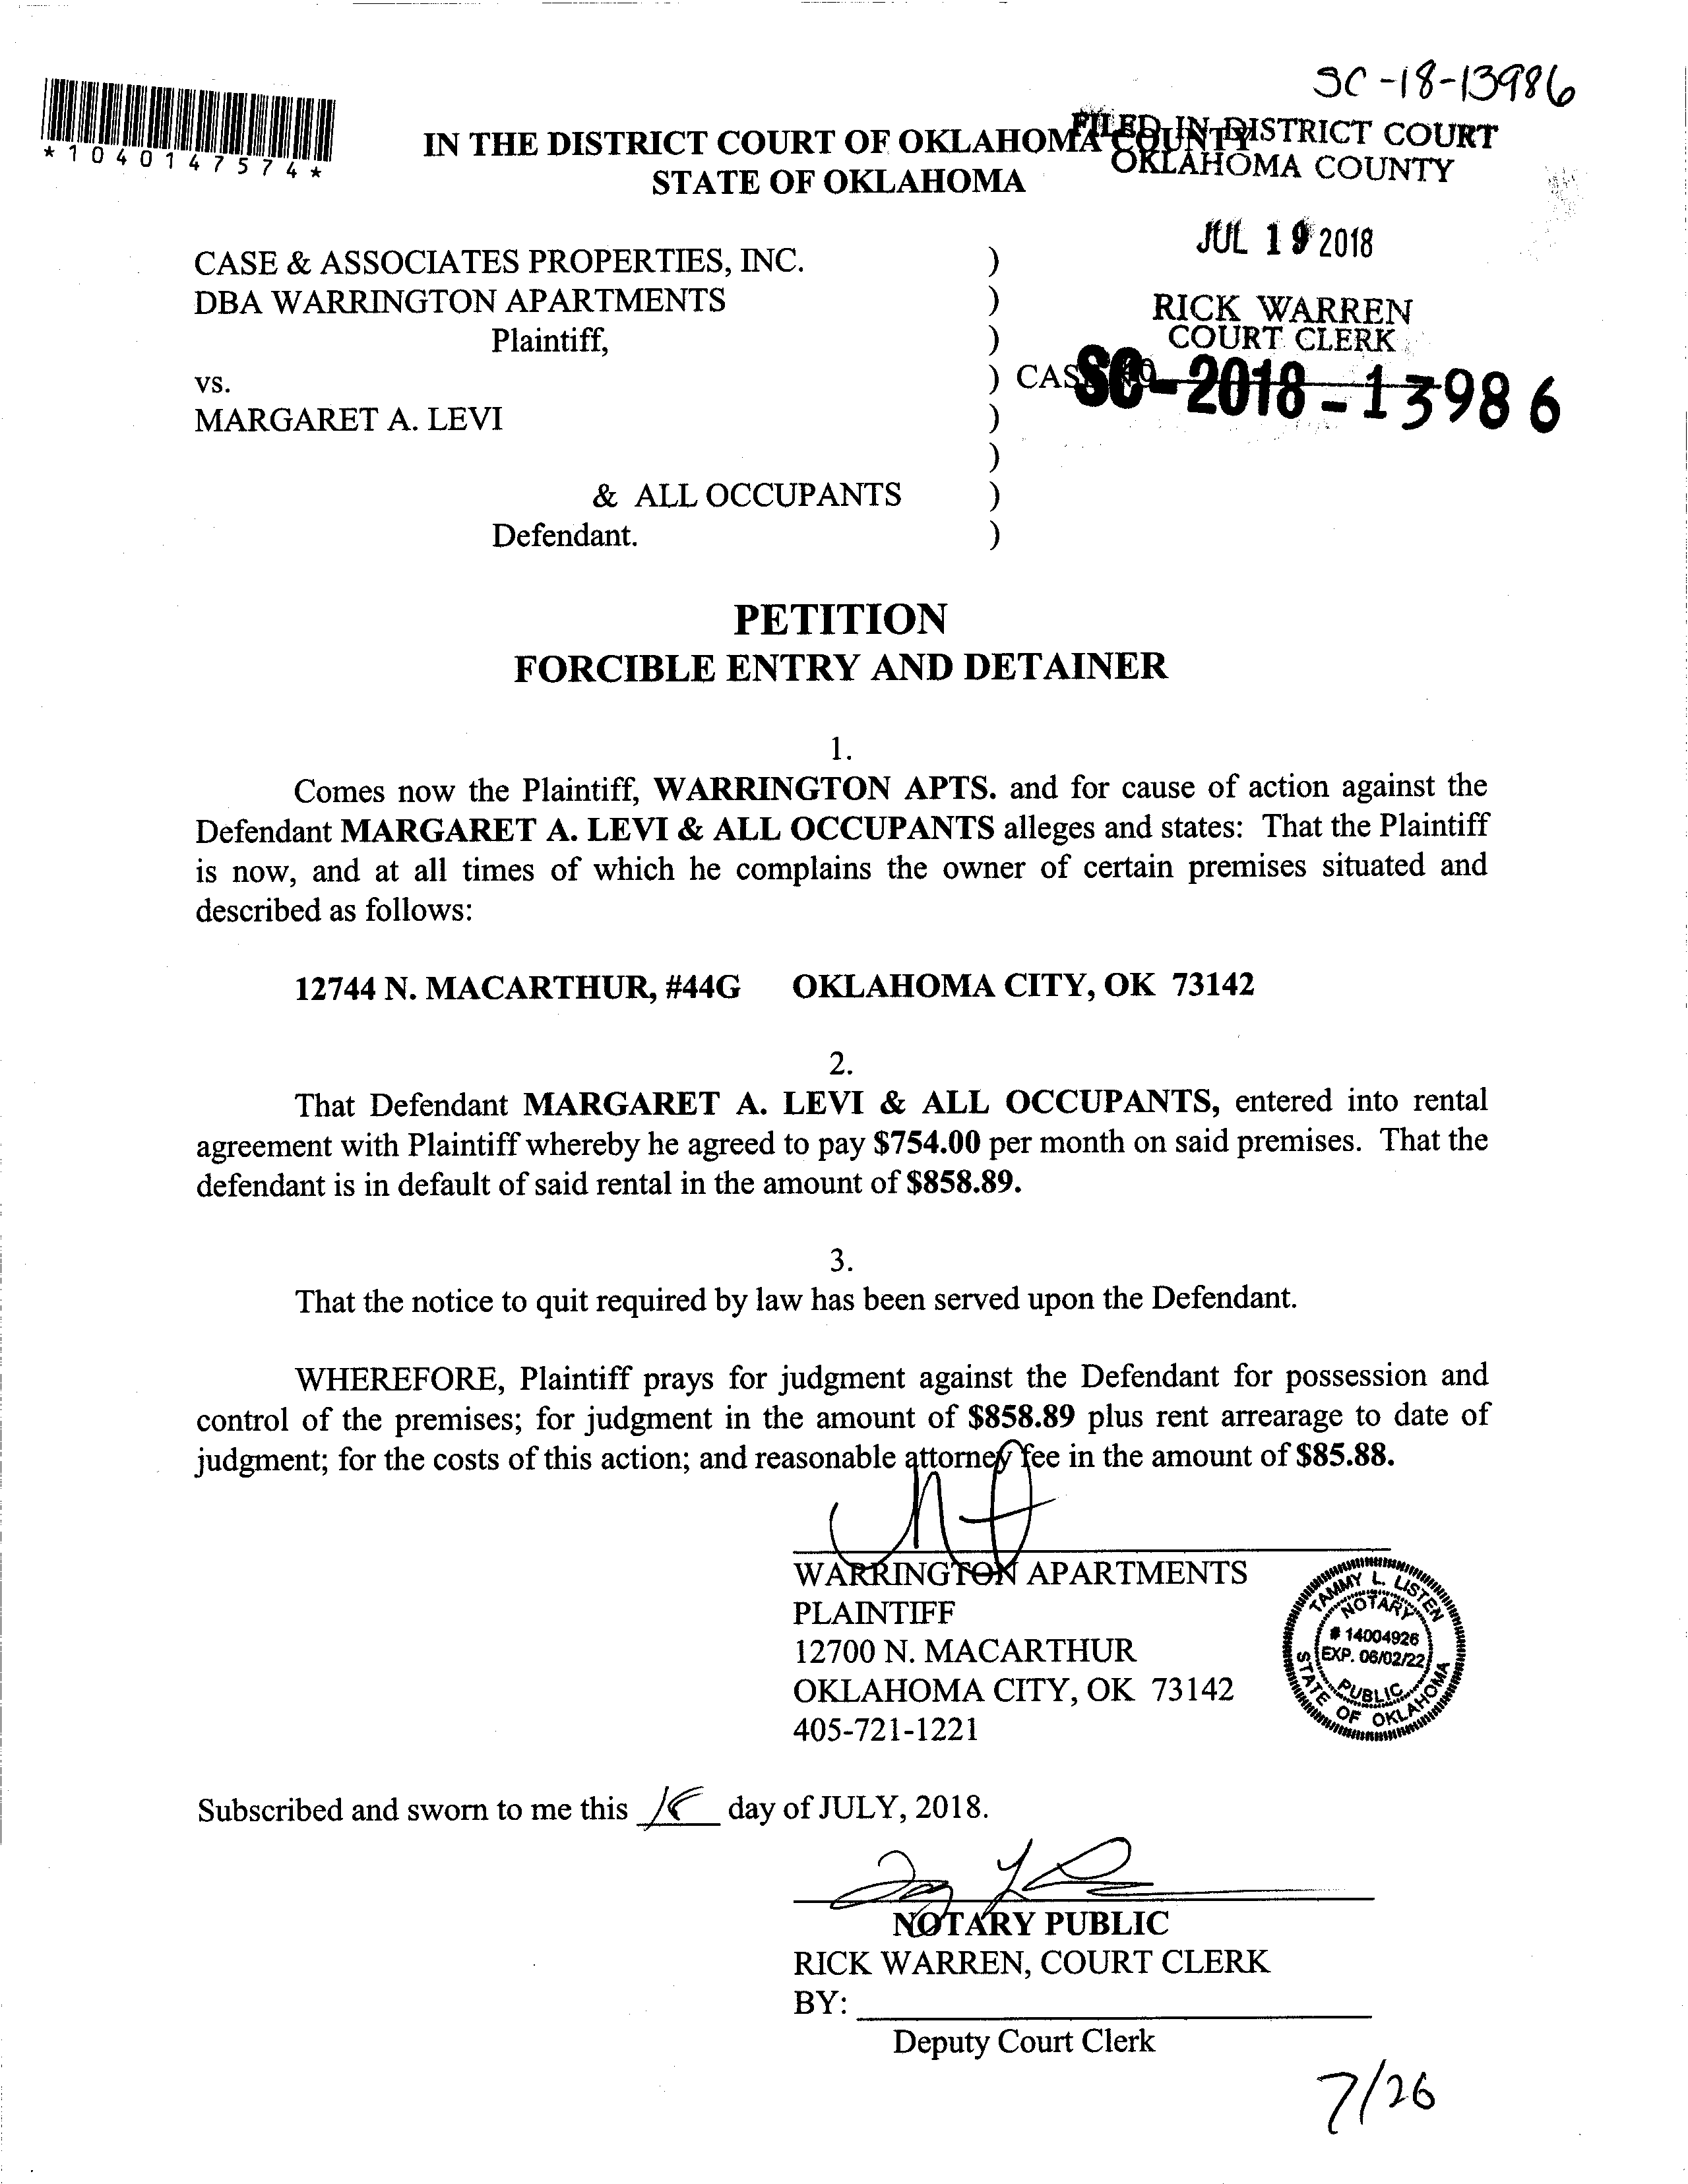 SC-18-13986
*1040147574*
IN THE DISTRICT COURT OF OKLAHOMA COUNTY
STATE OF OKLAHOMA
FILED IN DISTRICT COURT
OKLAHOMA COUNTY
JUL 19 2018
RICK WARREN
COURT CLERK
CASE NO.
SC-2018-13986
CASE & ASSOCIATES PROPERTIES, INC. )
DBA WARRINGTON APARTMENTS )
Plaintiff, )
vs. )
MARGARET A. LEVI )
)
& ALL OCCUPANTS )
Defendant. )
PETITION
FORCIBLE ENTRY AND DETAINER
1.
Comes now the Plaintiff, WARRINGTON APTS. and for cause of action against the
Defendant MARGARET A. LEVI & ALL OCCUPANTS alleges and states: That the Plaintiff
is now, and at all times of which he complains the owner of certain premises situated and
described as follows:
12744 N. MACARTHUR, #44G OKLAHOMA CITY, OK 73142
2.
That Defendant MARGARET A. LEVI & ALL OCCUPANTS, entered into rental
agreement with Plaintiff whereby he agreed to pay $754.00 per month on said premises. That the
defendant is in default of said rental in the amount of $858.89.
3.
That the notice to quit required by law has been served upon the Defendant.
WHEREFORE, Plaintiff prays for judgment against the Defendant for possession and
control of the premises; for judgment in the amount of $858.89 plus rent arrearage to date of
judgment; for the costs of this action; and reasonable attorney fee in the amount of $85.88.
WARRINGTON APARTMENTS
PLAINTIFF
12700 N. MACARTHUR
OKLAHOMA CITY, OK 73142
405-721-1221
TAMMY L. LISTEN
NOTARY
# 14004926
EXP. 06/02/22
PUBLIC
STATE OF OKLAHOMA
Subscribed and sworn to me this 18 day of JULY, 2018.
NOTARY PUBLIC
RICK WARREN, COURT CLERK
BY:
Deputy Court Clerk
7/26